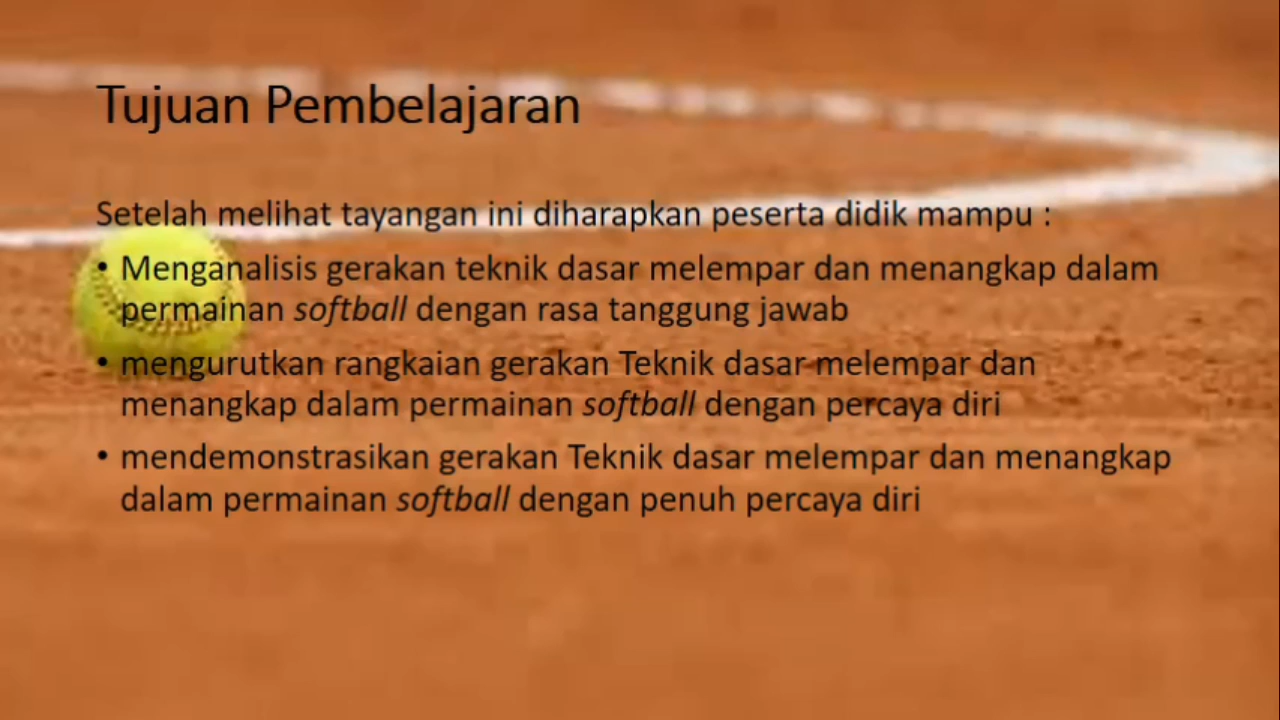 Tujuan Pembelajaran
Setelah melihat tayangan ini diharapkan peserta didik mampu :
• Menganalisis gerakan teknik dasar melempar dan menangkap dalam
permainan softball dengan rasa tanggung jawab
• mengurutkan rangkaian gerakan Teknik dasar melempar dan
menangkap dalam permainan softball dengan percaya diri
• mendemonstrasikan gerakan Teknik dasar melempar dan menangkap
dalam permainan softball dengan penuh percaya diri